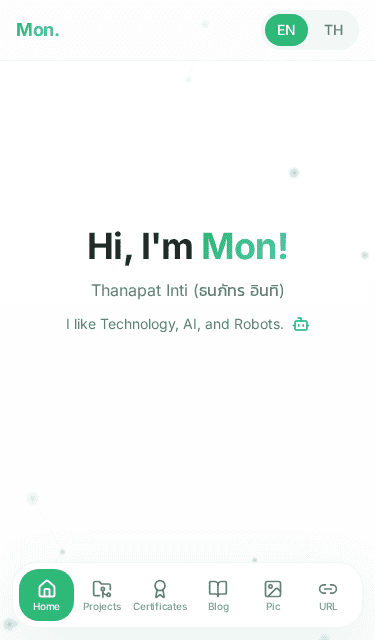 Mon.
EN TH
Hi, I'm Mon!
Thanapat Inti (ธนภัทร อินทิ)
I like Technology, AI, and Robots.
Home Projects Certificates Blog Pic URL